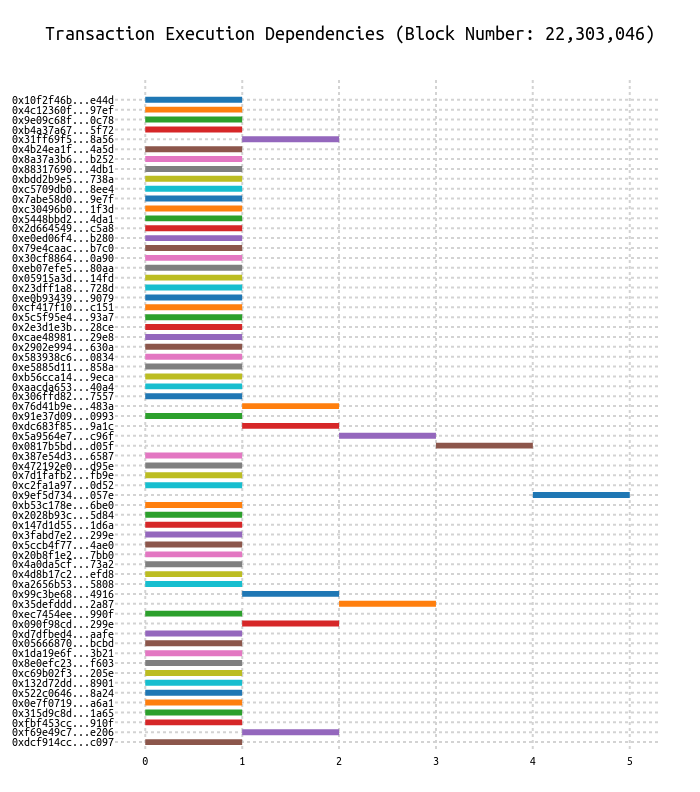 Transaction Execution Dependencies (Block Number: 22,303,046)
0x10f2f46b...e44d
0x4c12360f...97ef
0x9e09c68f...0c78
0xb4a37a67...5f72
0x31ff69f5...8a56
0x4b24ea1f...4a5d
0x8a37a3b6...b252
0x88317690...4db1
0xbdd2b9e5...738a
0xc5709db0...8ee4
0x7abe58d0...9e7f
0xc30496b0...1f3d
0x5448bbd2...4da1
0x2d664549...c5a8
0xe0ed06f4...b280
0x79e4caac...b7c0
0x30cf8864...0a90
0xeb07efe5...80aa
0x05915a3d...14fd
0x23dff1a8...728d
0xe0b93439...9079
0xcf417f10...c151
0x5c5f95e4...93a7
0x2e3d1e3b...28ce
0xcae48981...29e8
0x2902e994...630a
0x583938c6...0834
0xe5885d11...858a
0xb56cca14...9eca
0xaacda653...40a4
0x306ffd82...7557
0x76d41b9e...483a
0x91e37d09...0993
0xdc683f85...9a1c
0x5a9564e7...c96f
0x0817b5bd...d05f
0x387e54d3...6587
0x472192e0...d95e
0x7d1fafb2...fb9e
0xc2fa1a97...0d52
0x9ef5d734...057e
0xb53c178e...6be0
0x2028b93c...5d84
0x147d1d55...1d6a
0x3fabd7e2...299e
0x5ccb4f77...4ae0
0x20b8f1e2...7bb0
0x4a0da5cf...73a2
0x4d8b17c2...efd8
0xa2656b53...5808
0x99c3be68...4916
0x35defddd...2a87
0xec7454ee...990f
0x090f98cd...299e
0xd7dfbed4...aafe
0x05666870...bcbd
0x1da19e6f...3b21
0x8e0efc23...f603
0xc69b02f3...205e
0x132d72dd...8901
0x522c0646...8a24
0x0e7f0719...a6a1
0x315d9c8d...1a65
0xfbf453cc...910f
0xf69e49c7...e206
0xdcf914cc...c097
0 1 2 3 4 5